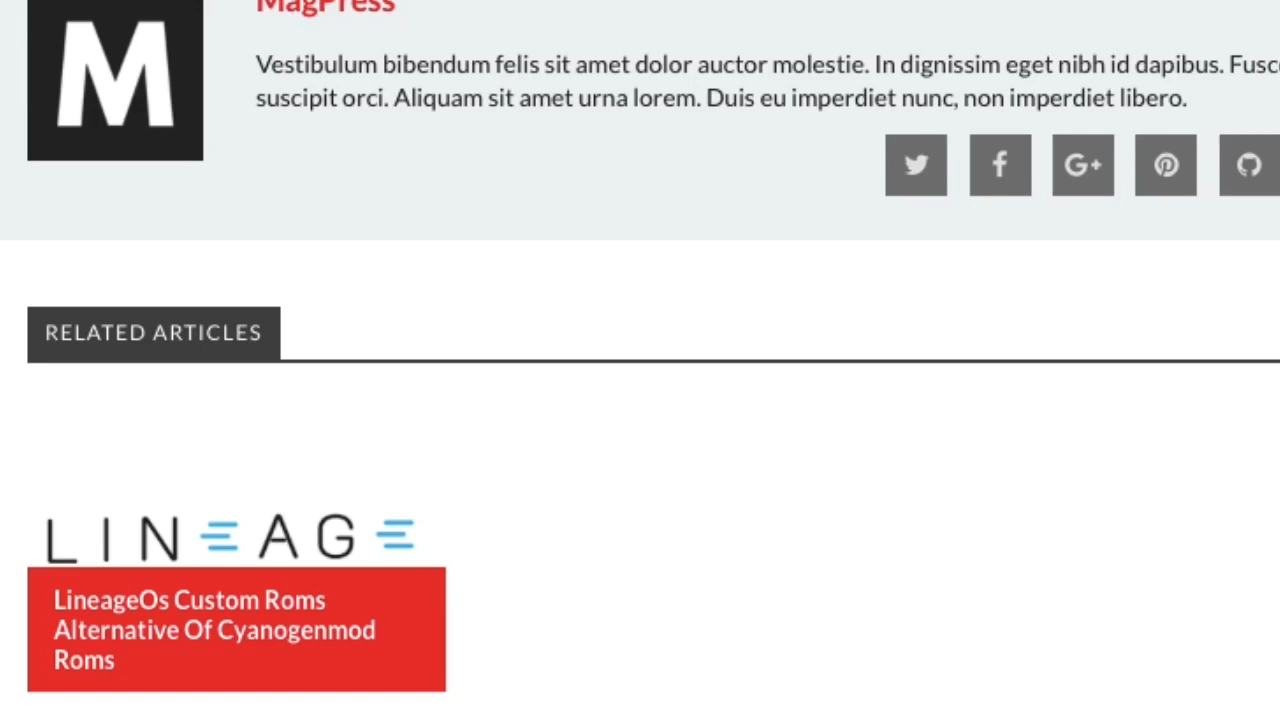 MagPress
M
Vestibulum bibendum felis sit amet dolor auctor molestie. In dignissim eget nibh id dapibus.
suscipit orci. Aliquam sit amet urna lorem. Duis eu imperdiet nunc, non imperdiet libero.
G+
RELATED ARTICLES
LINEAGE
LineageOs Custom Roms
Alternative Of Cyanogenmod
Roms